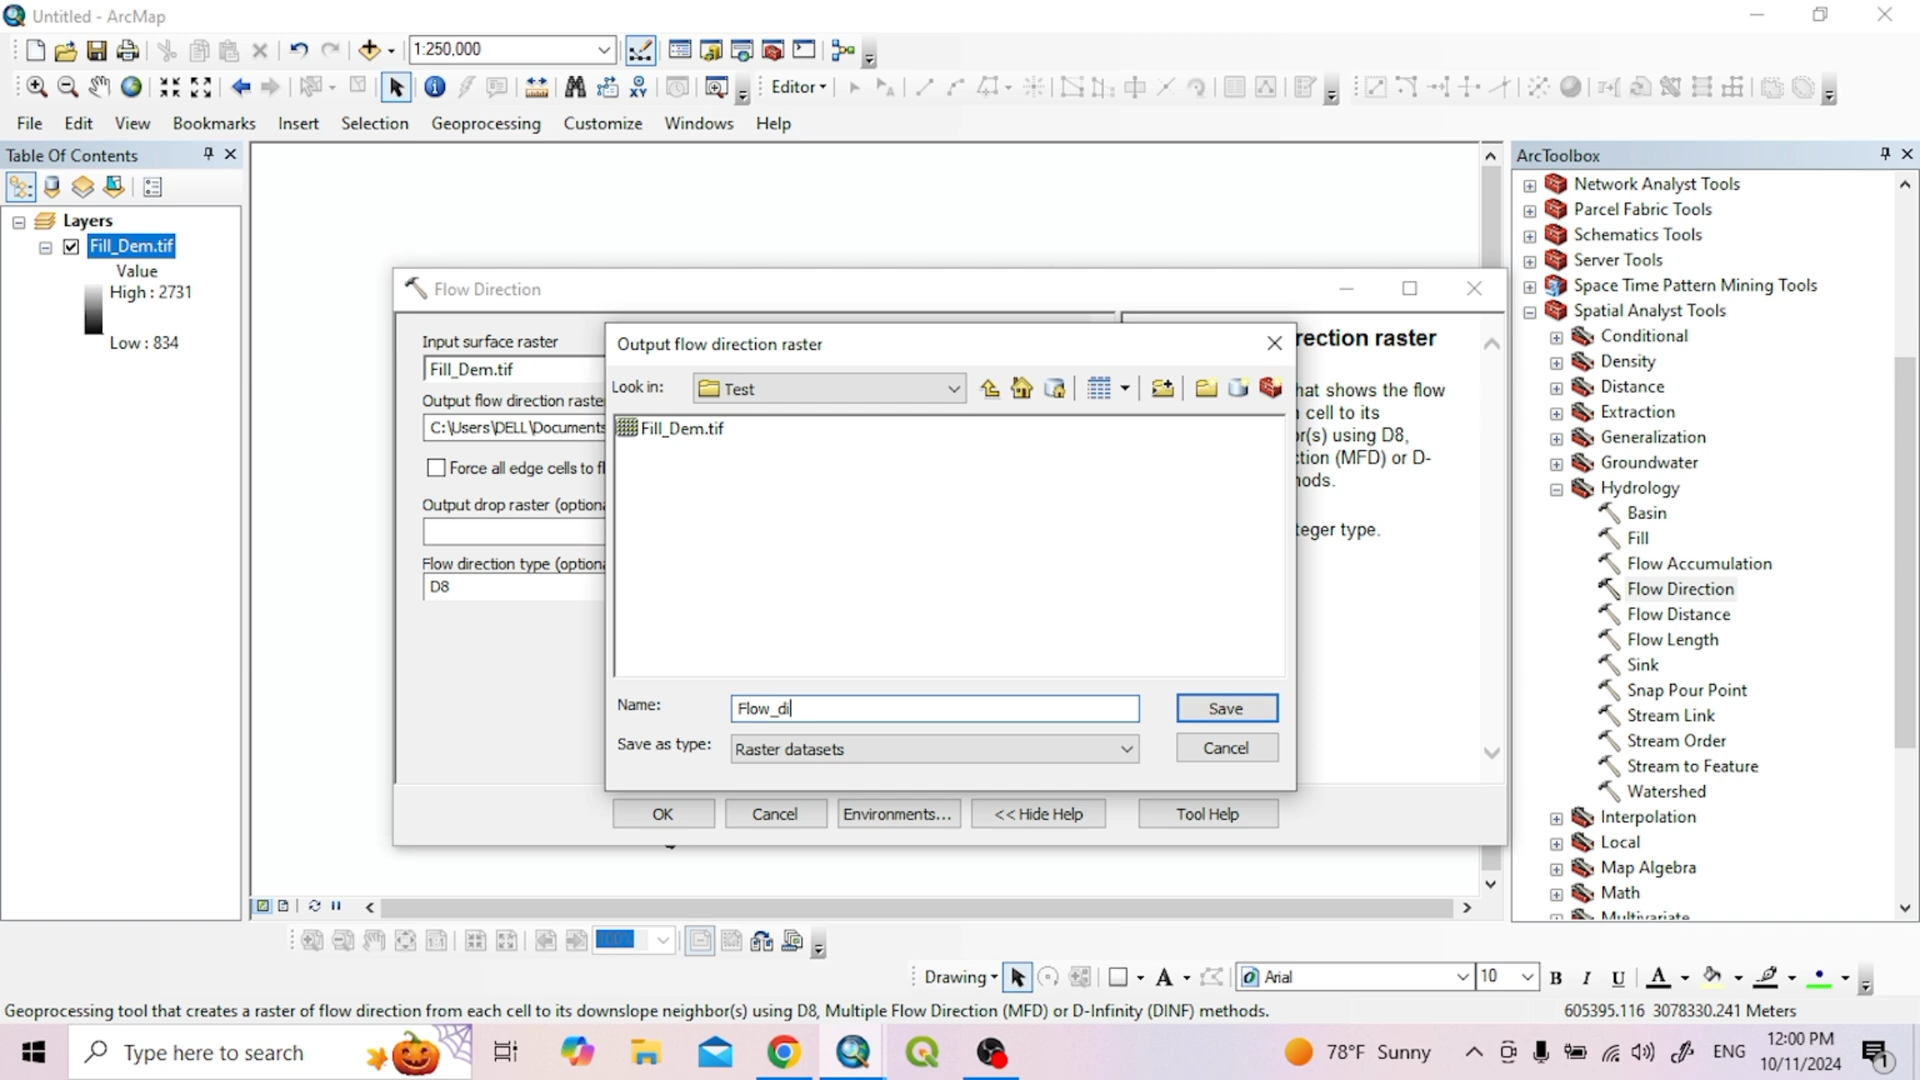 Untitled - ArcMap
1:250,000
Editor
File Edit View Bookmarks Insert Selection Geoprocessing Customize Windows Help
Table Of Contents
Layers
Fill_Dem.tif
Value
High : 2731
Low : 834
Flow Direction
Input surface raster
Fill_Dem.tif
Output flow direction raste
C:\Users\DELL\Documents
Force all edge cells to fl
Output drop raster (optiona
Flow direction type (optiona
D8
rection raster
hat shows the flow
cell to its
r(s) using D8,
ction (MFD) or D-
ods.
teger type.
Output flow direction raster
Look in: Test
Fill_Dem.tif
Name: Flow_di
Save
Save as type: Raster datasets
Cancel
OK Cancel Environments... << Hide Help Tool Help
ArcToolbox
Network Analyst Tools
Parcel Fabric Tools
Schematics Tools
Server Tools
Space Time Pattern Mining Tools
Spatial Analyst Tools
Conditional
Density
Distance
Extraction
Generalization
Groundwater
Hydrology
Basin
Fill
Flow Accumulation
Flow Direction
Flow Distance
Flow Length
Sink
Snap Pour Point
Stream Link
Stream Order
Stream to Feature
Watershed
Interpolation
Local
Map Algebra
Math
Multivariate
100%
Drawing Arial 10 B I U A
Geoprocessing tool that creates a raster of flow direction from each cell to its downslope neighbor(s) using D8, Multiple Flow Direction (MFD) or D-Infinity (DINF) methods.
605395.116 3078330.241 Meters
Type here to search
78°F Sunny
ENG
12:00 PM
10/11/2024
1